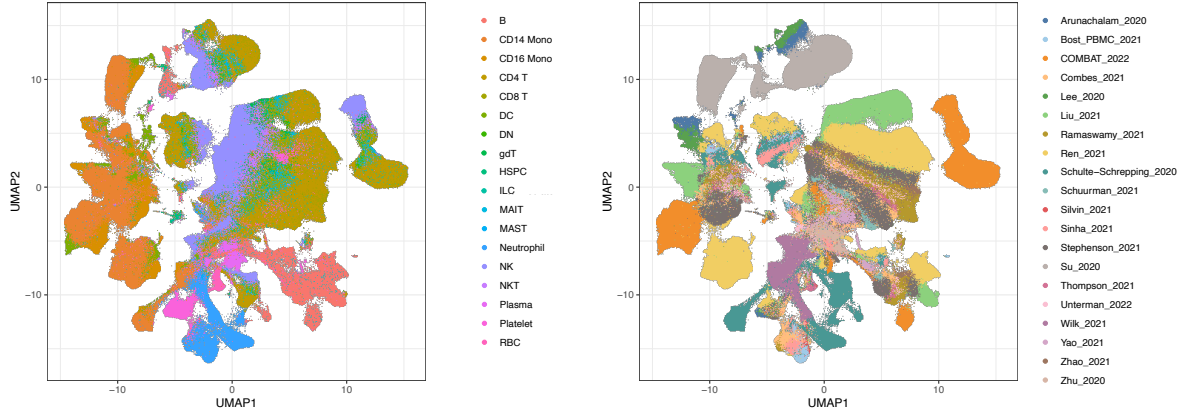 UMAP2
10
0
−10
−10
0
10
UMAP1
B
CD14 Mono
CD16 Mono
CD4 T
CD8 T
DC
DN
gdT
HSPC
ILC
MAIT
MAST
Neutrophil
NK
NKT
Plasma
Platelet
RBC
UMAP2
10
0
−10
−10
0
10
UMAP1
Arunachalam_2020
Bost_PBMC_2021
COMBAT_2022
Combes_2021
Lee_2020
Liu_2021
Ramaswamy_2021
Ren_2021
Schulte−Schrepping_2020
Schuurman_2021
Silvin_2021
Sinha_2021
Stephenson_2021
Su_2020
Thompson_2021
Unterman_2022
Wilk_2021
Yao_2021
Zhao_2021
Zhu_2020